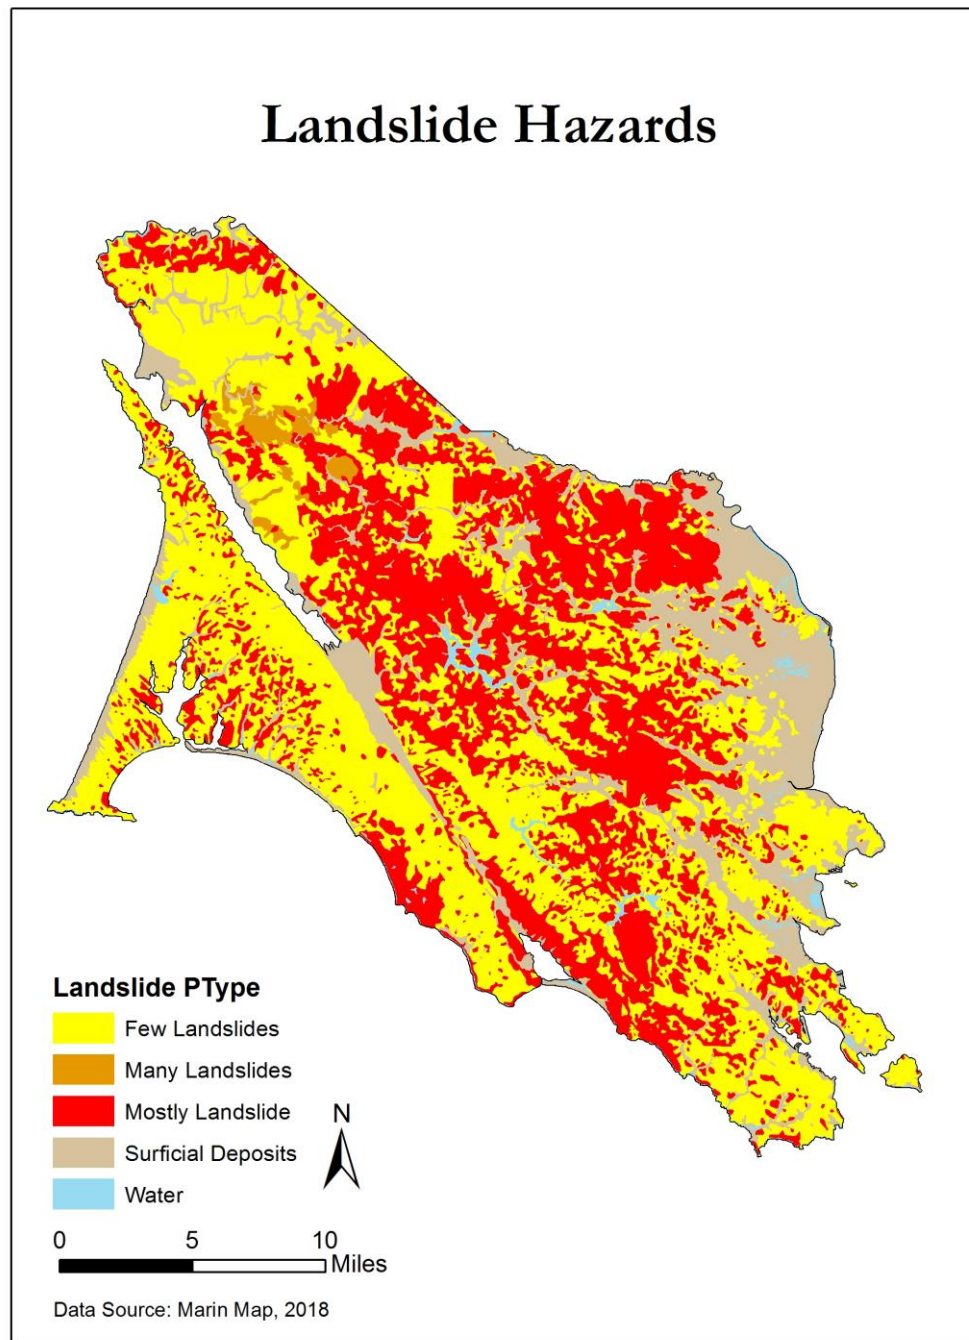 Landslide Hazards
Landslide PType
Few Landslides
Many Landslides
Mostly Landslide
Surficial Deposits
Water
N
0 5 10
Miles
Data Source: Marin Map, 2018